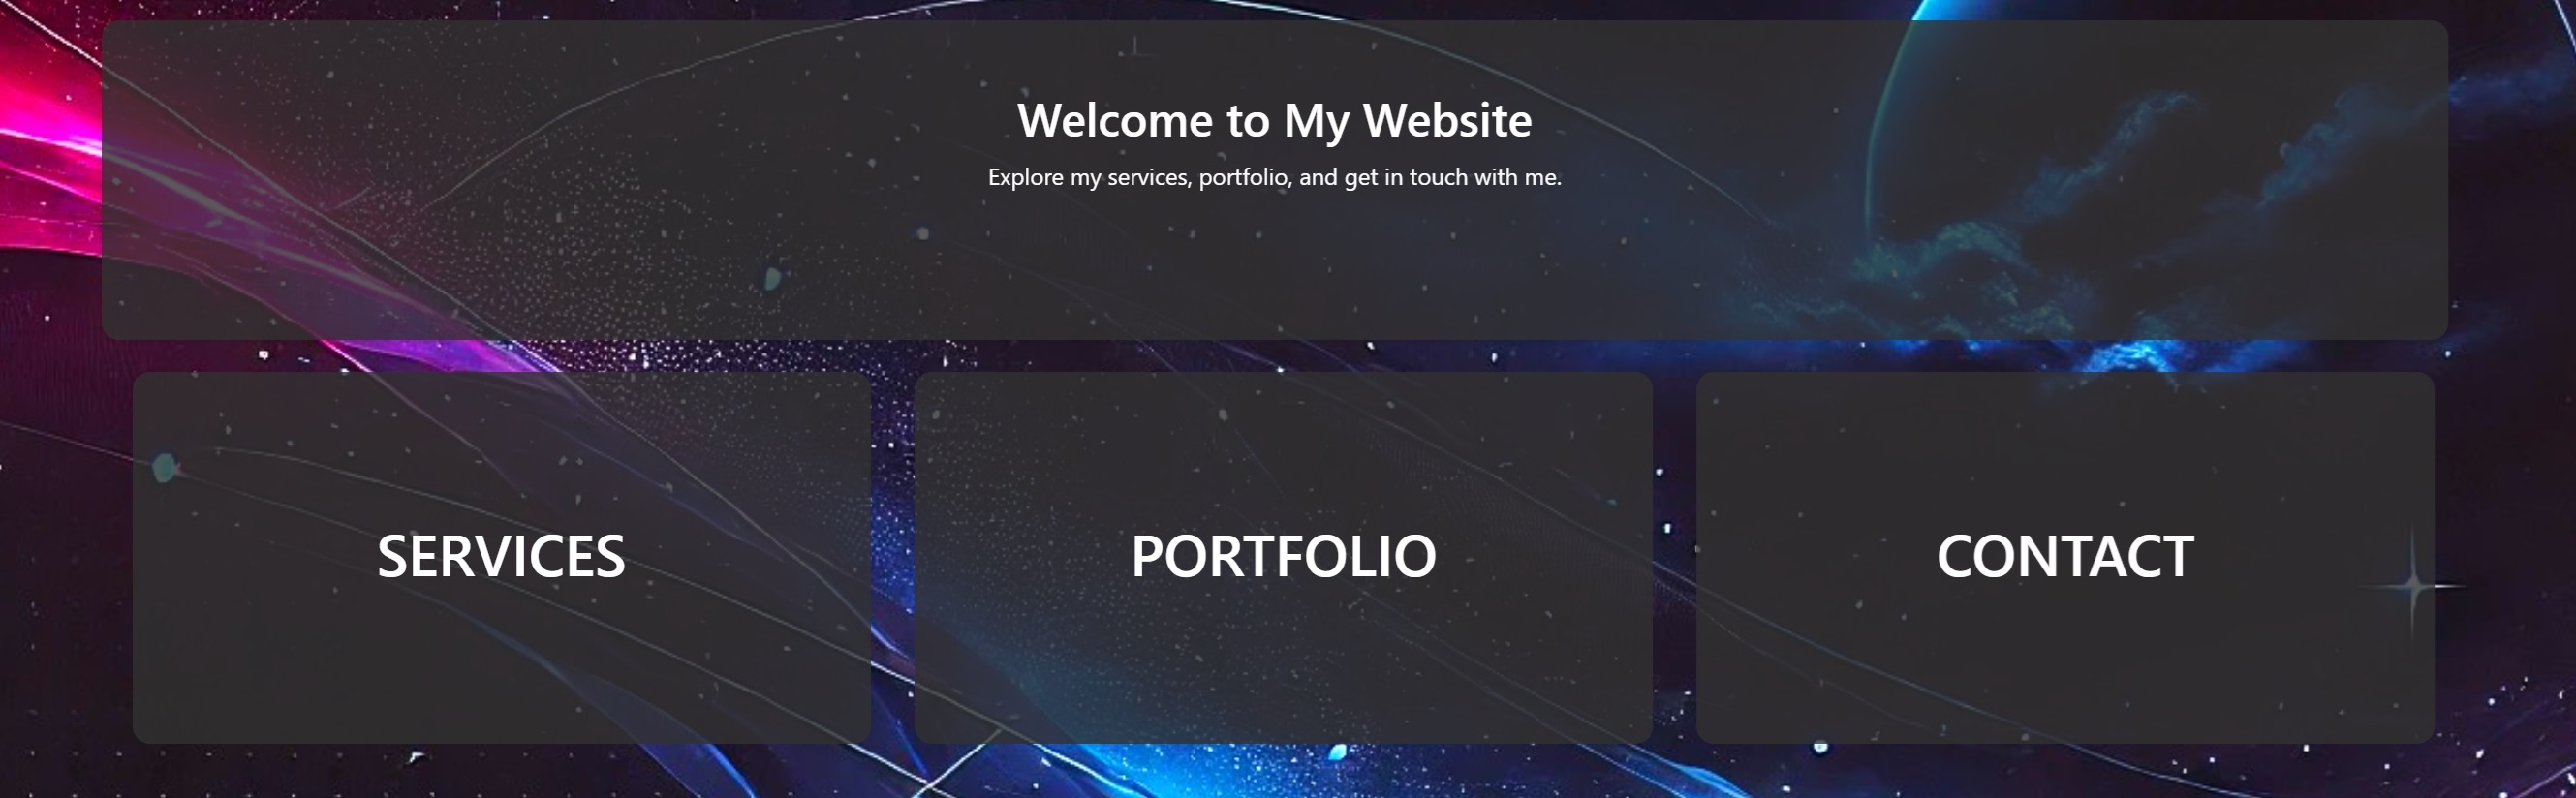 Welcome to My Website
Explore my services, portfolio, and get in touch with me.
SERVICES
PORTFOLIO
CONTACT